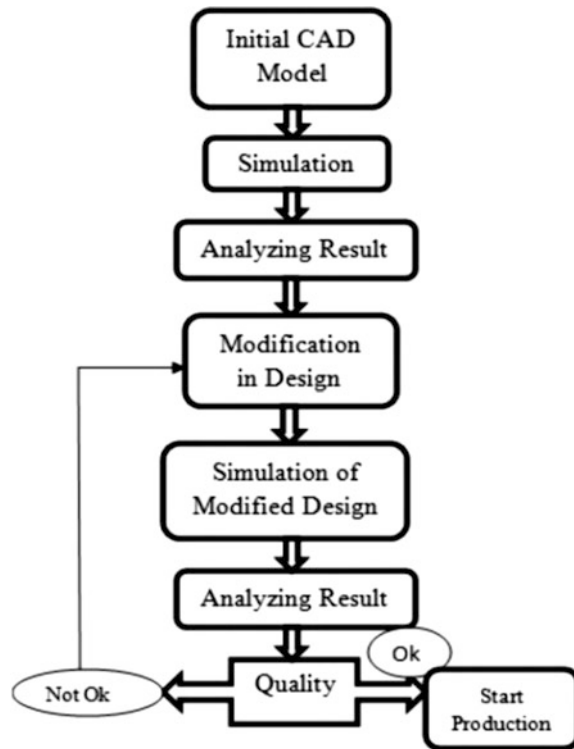 Initial CAD
Model
Simulation
Analyzing Result
Modification
in Design
Simulation of
Modified Design
Analyzing Result
Ok
Not Ok
Quality
Start
Production